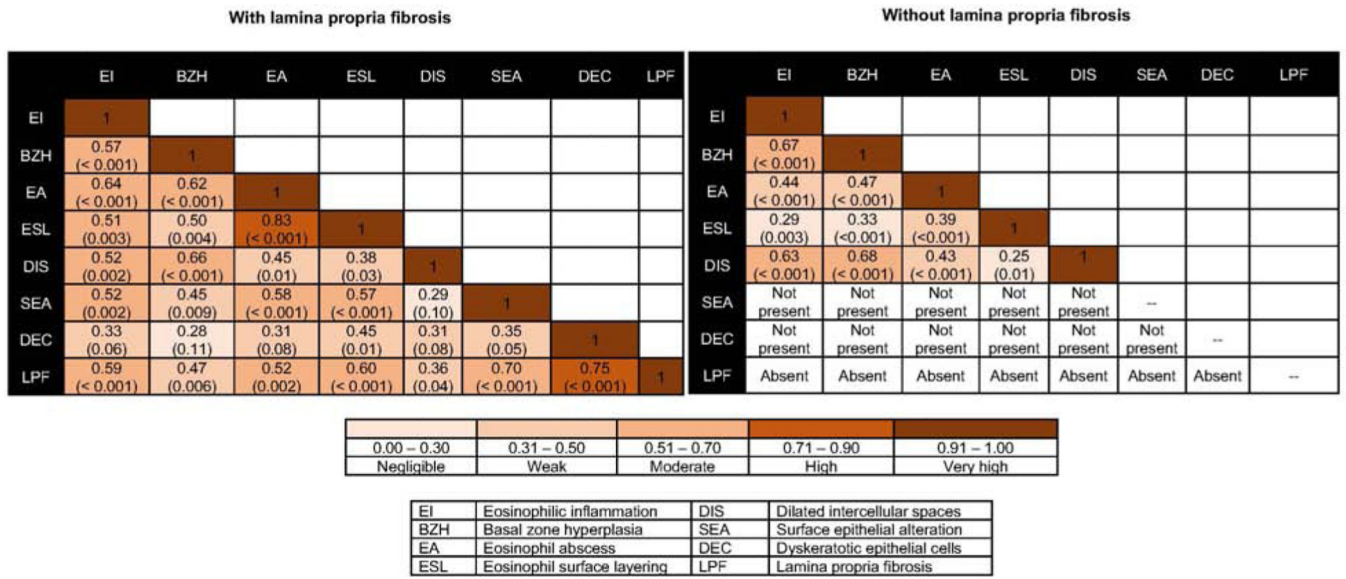 With lamina propria fibrosis
Without lamina propria fibrosis
EI BZH EA ESL DIS SEA DEC LPF
EI 1
BZH 0.57 (< 0.001) 1
EA 0.64 (< 0.001) 0.62 (< 0.001) 1
ESL 0.51 (0.003) 0.50 (0.004) 0.83 (< 0.001) 1
DIS 0.52 (0.002) 0.66 (< 0.001) 0.45 (0.01) 0.38 (0.03) 1
SEA 0.52 (0.002) 0.45 (0.009) 0.58 (< 0.001) 0.57 (< 0.001) 0.29 (0.10) 1
DEC 0.33 (0.06) 0.28 (0.11) 0.31 (0.08) 0.45 (0.01) 0.31 (0.08) 0.35 (0.05) 1
LPF 0.59 (< 0.001) 0.47 (0.006) 0.52 (0.002) 0.60 (< 0.001) 0.36 (0.04) 0.70 (< 0.001) 0.75 (< 0.001) 1
EI BZH EA ESL DIS SEA DEC LPF
EI 1
BZH 0.67 (< 0.001) 1
EA 0.44 (< 0.001) 0.47 (< 0.001) 1
ESL 0.29 (0.003) 0.33 (<0.001) 0.39 (<0.001) 1
DIS 0.63 (< 0.001) 0.68 (< 0.001) 0.43 (< 0.001) 0.25 (0.01) 1
SEA Not present Not present Not present Not present Not present --
DEC Not present Not present Not present Not present Not present Not present --
LPF Absent Absent Absent Absent Absent Absent Absent --
0.00 – 0.30 0.31 – 0.50 0.51 – 0.70 0.71 – 0.90 0.91 – 1.00
Negligible Weak Moderate High Very high
EI Eosinophilic inflammation DIS Dilated intercellular spaces
BZH Basal zone hyperplasia SEA Surface epithelial alteration
EA Eosinophil abscess DEC Dyskeratotic epithelial cells
ESL Eosinophil surface layering LPF Lamina propria fibrosis